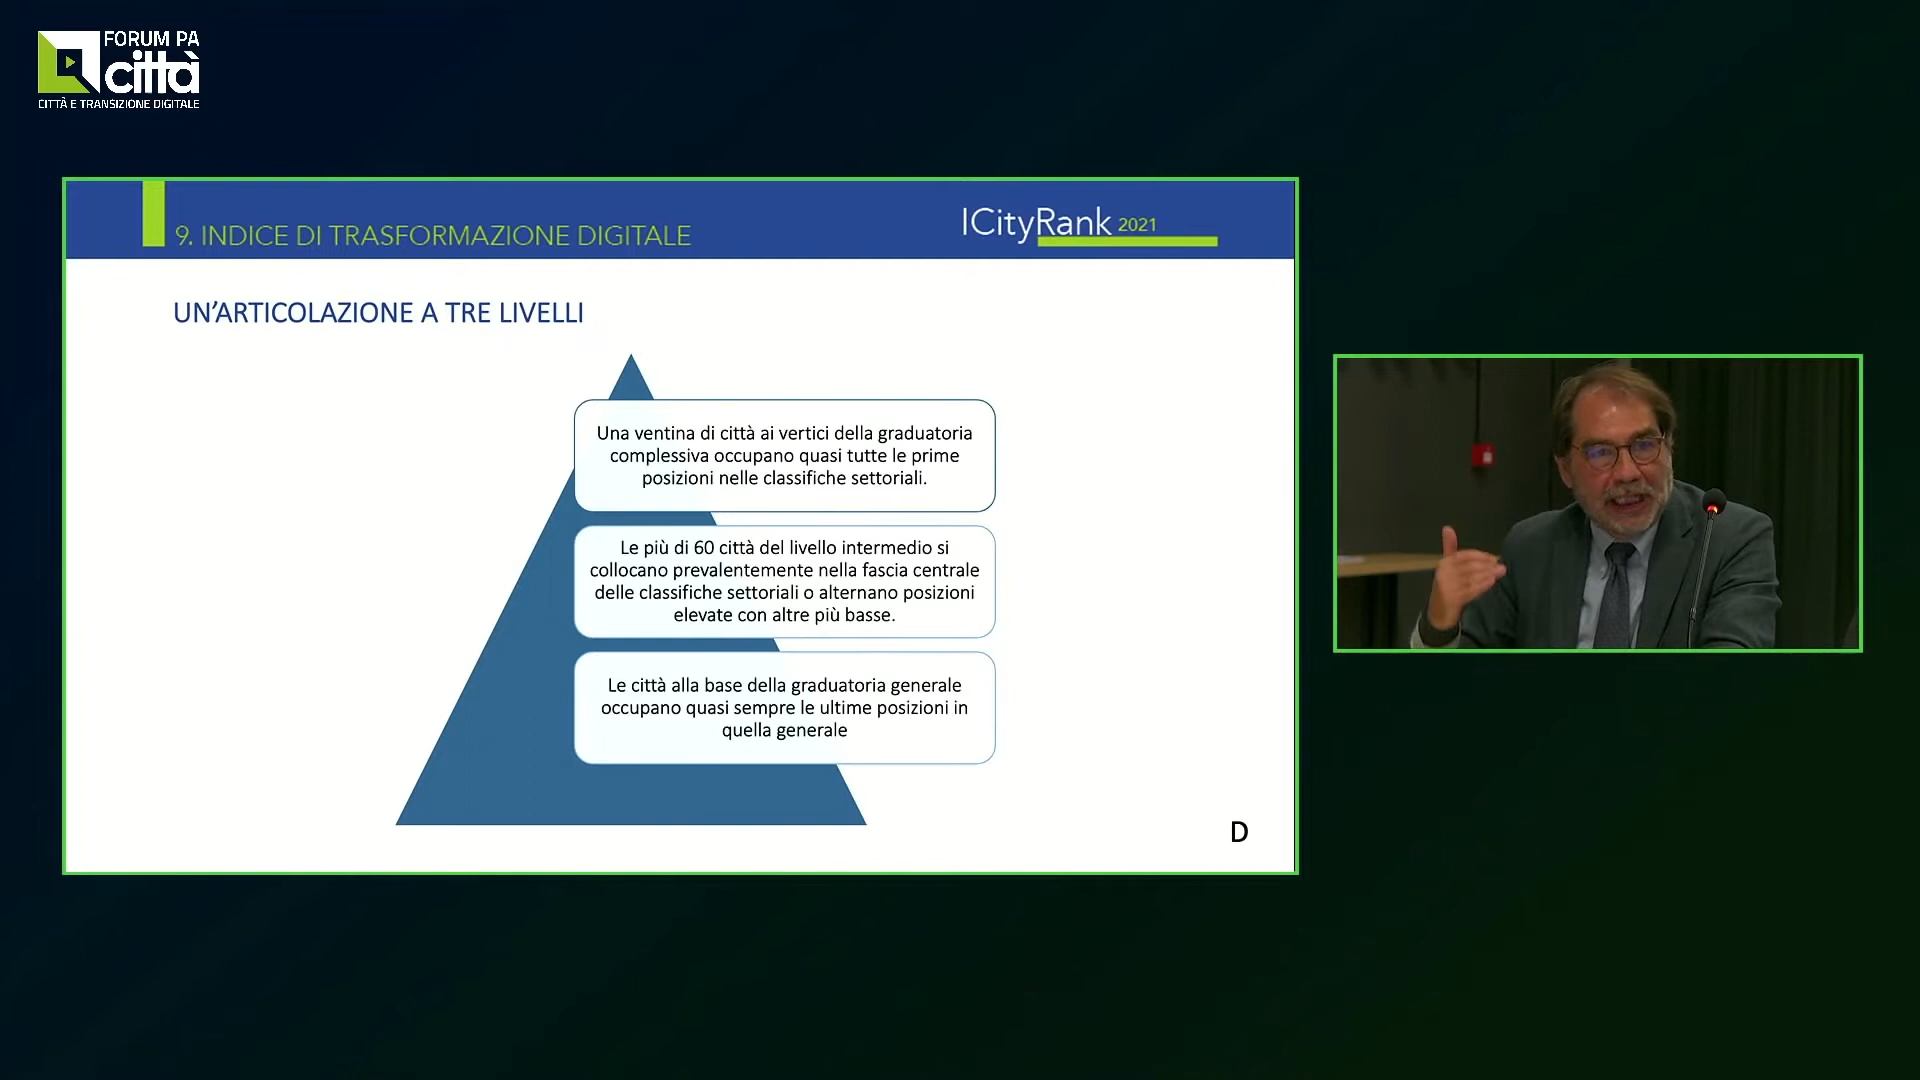 FORUM PA
città
CITTÀ E TRANSIZIONE DIGITALE
9. INDICE DI TRASFORMAZIONE DIGITALE
ICityRank 2021
UN’ARTICOLAZIONE A TRE LIVELLI
Una ventina di città ai vertici della graduatoria
complessiva occupano quasi tutte le prime
posizioni nelle classifiche settoriali.
Le più di 60 città del livello intermedio si
collocano prevalentemente nella fascia centrale
delle classifiche settoriali o alternano posizioni
elevate con altre più basse.
Le città alla base della graduatoria generale
occupano quasi sempre le ultime posizioni in
quella generale
D